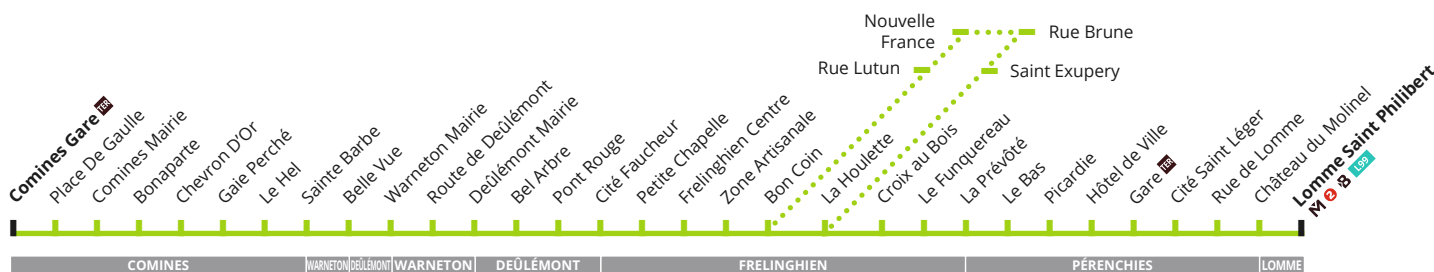 Nouvelle
France
Rue Brune
Rue Lutun
Saint Exupery
Comines Gare TER
Place De Gaulle
Comines Mairie
Bonaparte
Chevron D'Or
Gaie Perché
Le Hel
Sainte Barbe
Belle Vue
Warneton Mairie
Route de Deûlémont
Deûlémont Mairie
Bel Arbre
Pont Rouge
Cité Faucheur
Petite Chapelle
Frelinghien Centre
Zone Artisanale
Bon Coin
La Houlette
Croix au Bois
Le Funquereau
La Prévôté
Le Bas
Picardie
Hôtel de Ville
Gare TER
Cité Saint Léger
Rue de Lomme
Château du Molinel
Lomme Saint Philibert
M 2 L99
COMINES
WARNETON
DEÛLÉMONT
WARNETON
DEÛLÉMONT
FRELINGHIEN
PÉRENCHIES
LOMME